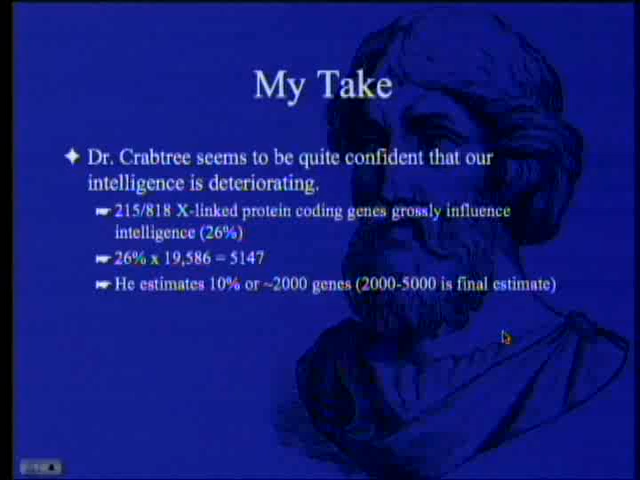 My Take
Dr. Crabtree seems to be quite confident that our
intelligence is deteriorating.
215/818 X-linked protein coding genes grossly influence
intelligence (26%)
26% x 19,586 = 5147
He estimates 10% or ~2000 genes (2000-5000 is final estimate)